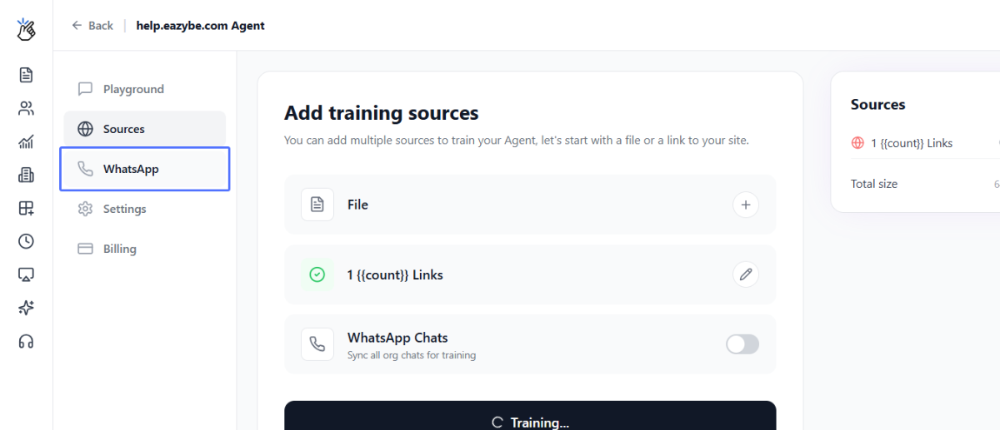 Back
help.eazybe.com Agent
Playground
Sources
WhatsApp
Settings
Billing
Add training sources
You can add multiple sources to train your Agent, let's start with a file or a link to your site.
File
1 {{count}} Links
WhatsApp Chats
Sync all org chats for training
Training...
Sources
1 {{count}} Links
Total size